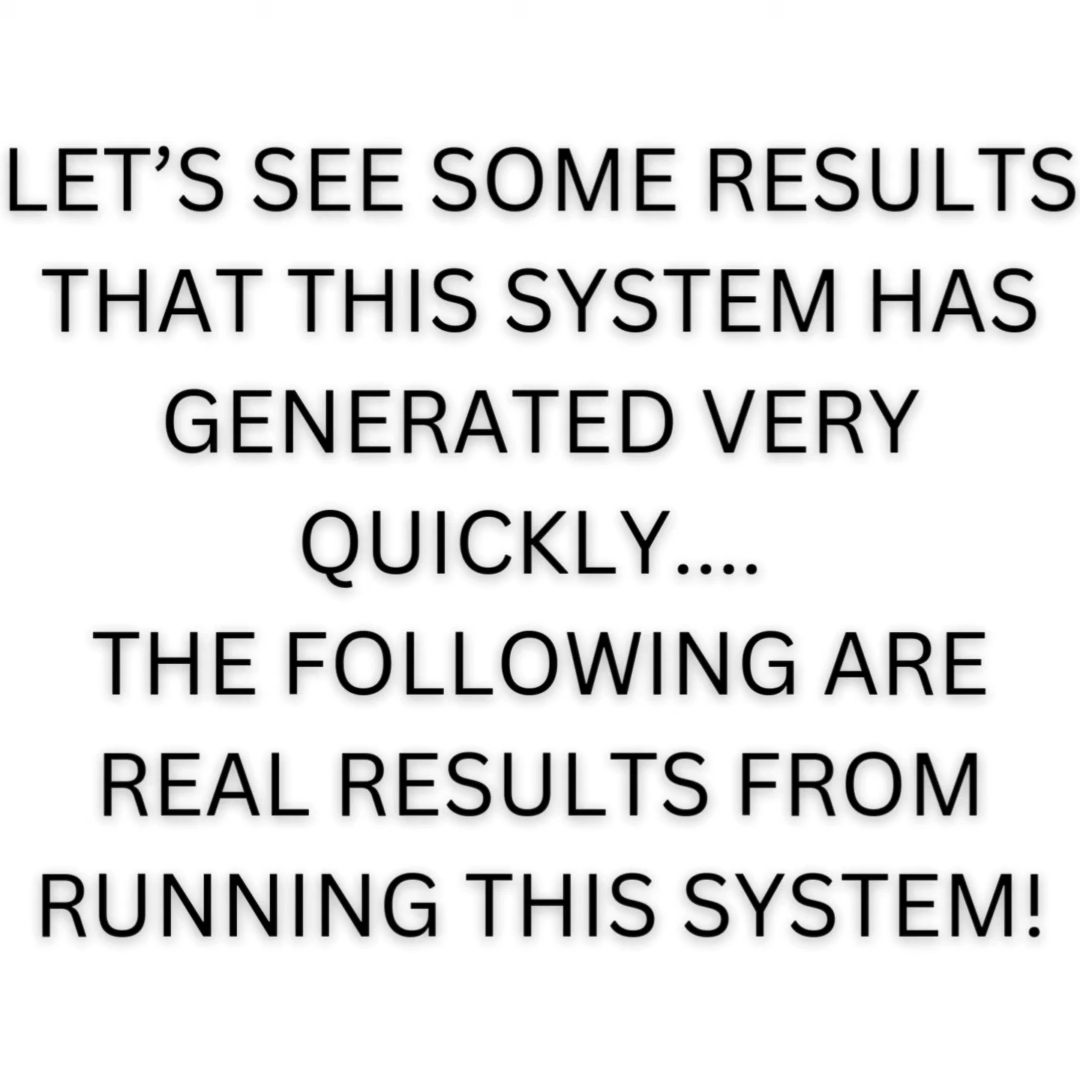 LET’S SEE SOME RESULTS
THAT THIS SYSTEM HAS
GENERATED VERY
QUICKLY....
THE FOLLOWING ARE
REAL RESULTS FROM
RUNNING THIS SYSTEM!